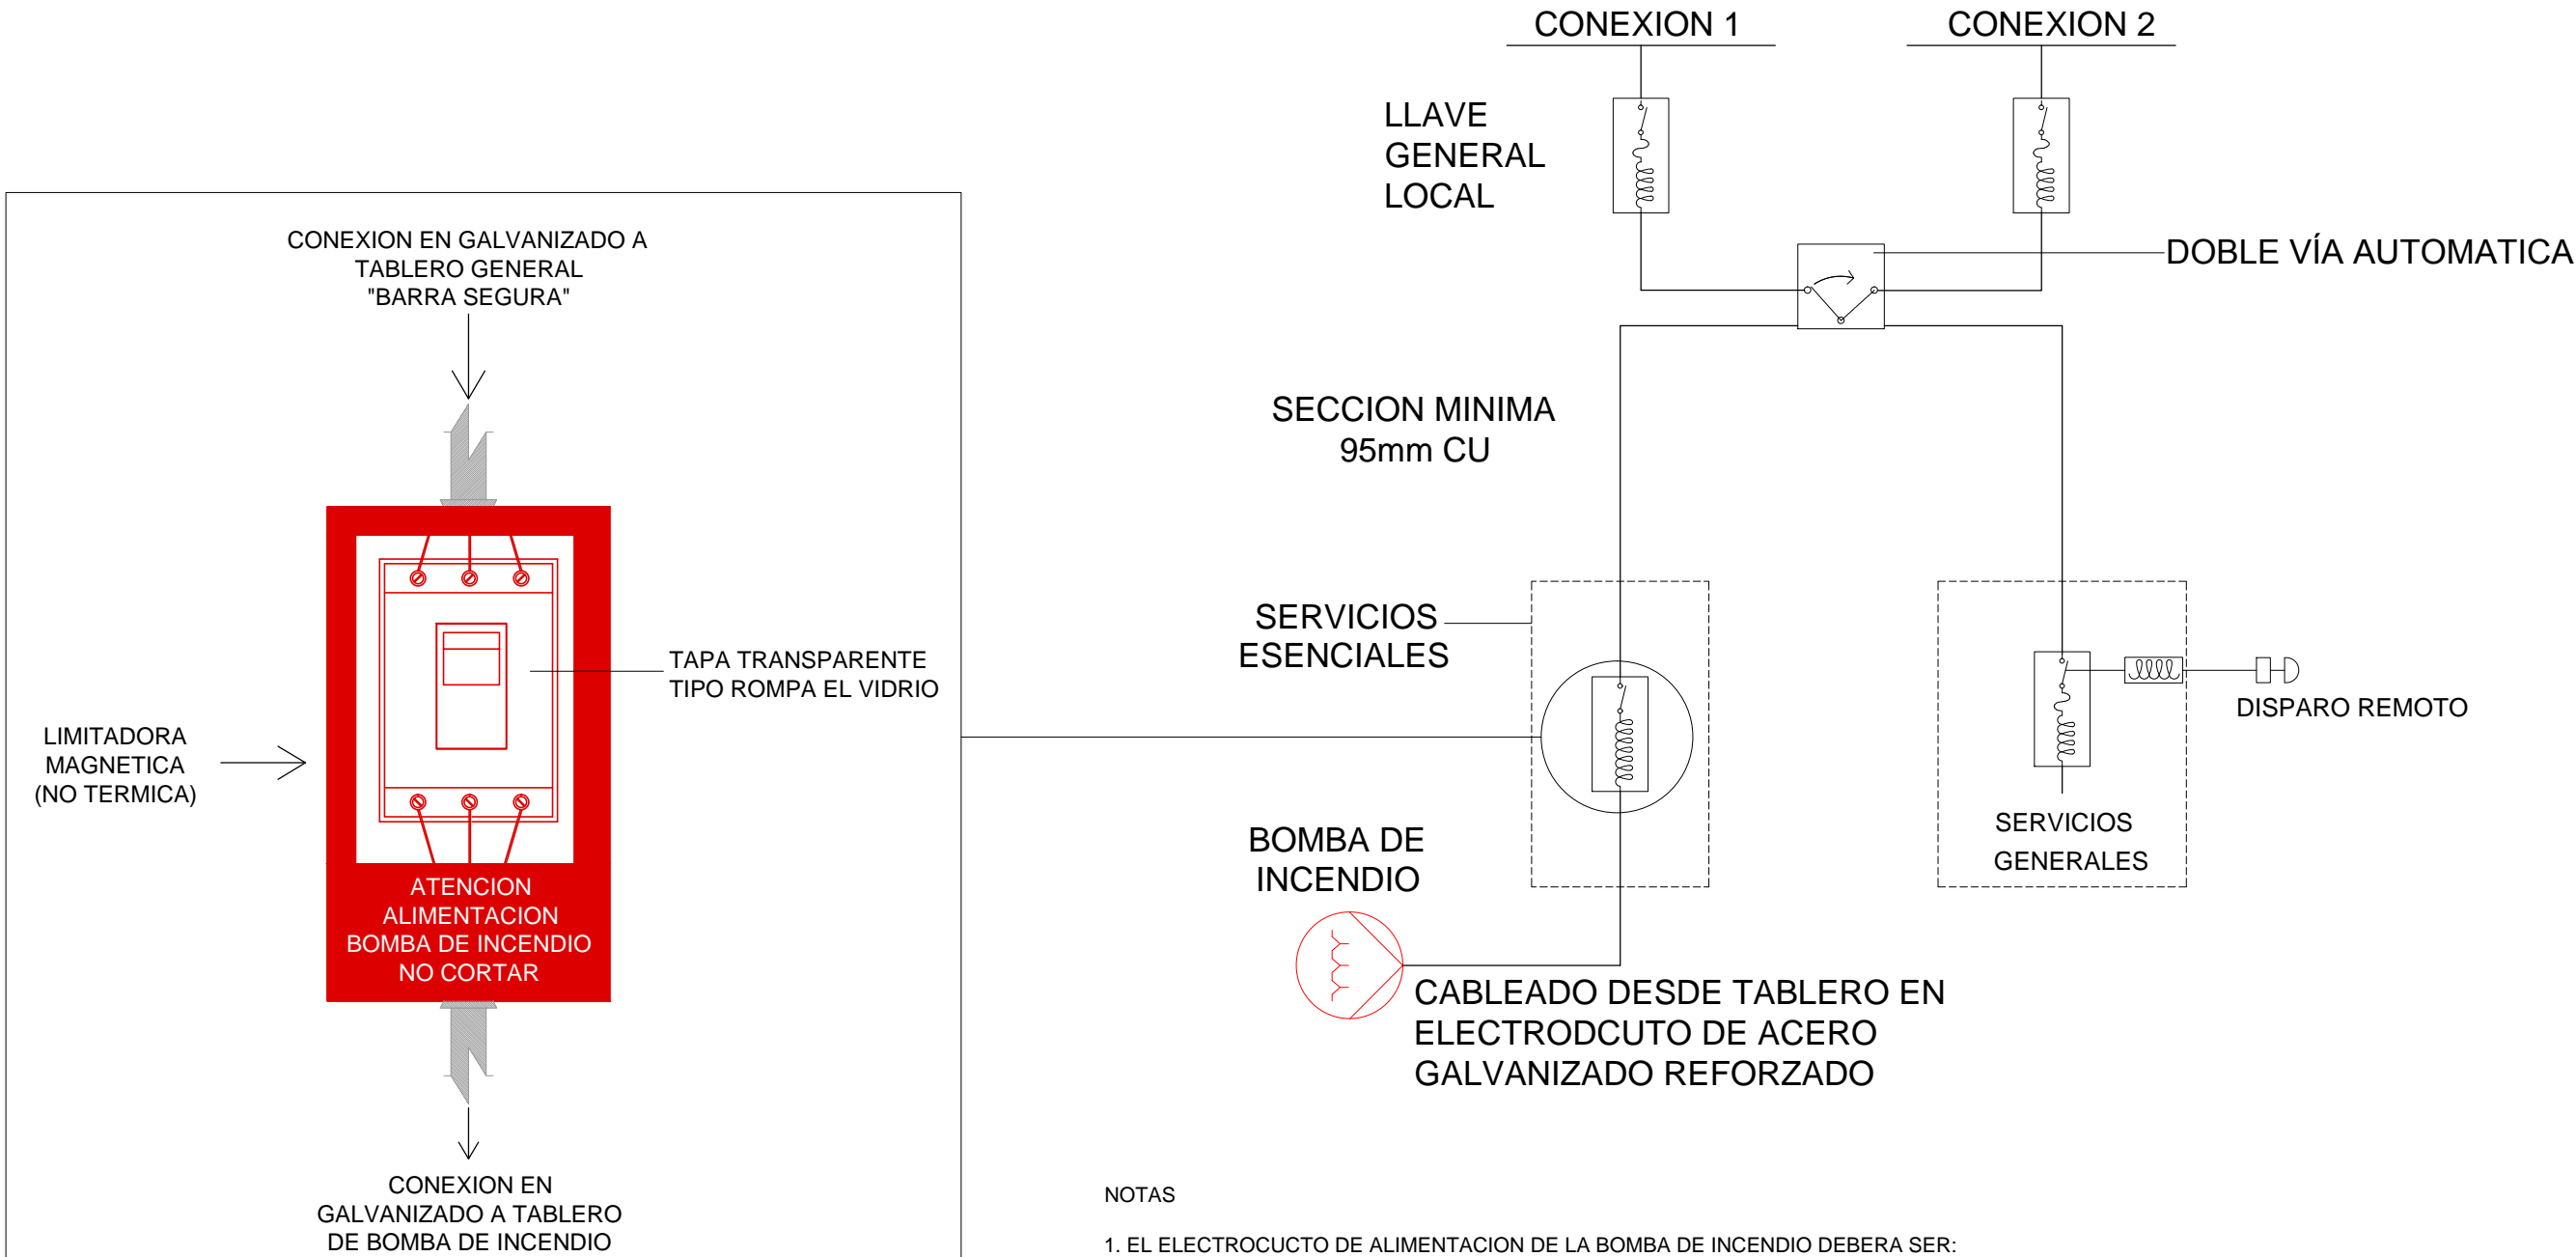 CONEXION 1
CONEXION 2
LLAVE
GENERAL
LOCAL
DOBLE VÍA AUTOMATICA
CONEXION EN GALVANIZADO A
TABLERO GENERAL
"BARRA SEGURA"
SECCION MINIMA
95mm CU
SERVICIOS
ESENCIALES
TAPA TRANSPARENTE
TIPO ROMPA EL VIDRIO
LIMITADORA
MAGNETICA
(NO TERMICA)
DISPARO REMOTO
SERVICIOS
GENERALES
BOMBA DE
INCENDIO
ATENCION
ALIMENTACION
BOMBA DE INCENDIO
NO CORTAR
CABLEADO DESDE TABLERO EN
ELECTRODCUTO DE ACERO
GALVANIZADO REFORZADO
CONEXION EN
GALVANIZADO A TABLERO
DE BOMBA DE INCENDIO
NOTAS
1. EL ELECTROCUCTO DE ALIMENTACION DE LA BOMBA DE INCENDIO DEBERA SER: